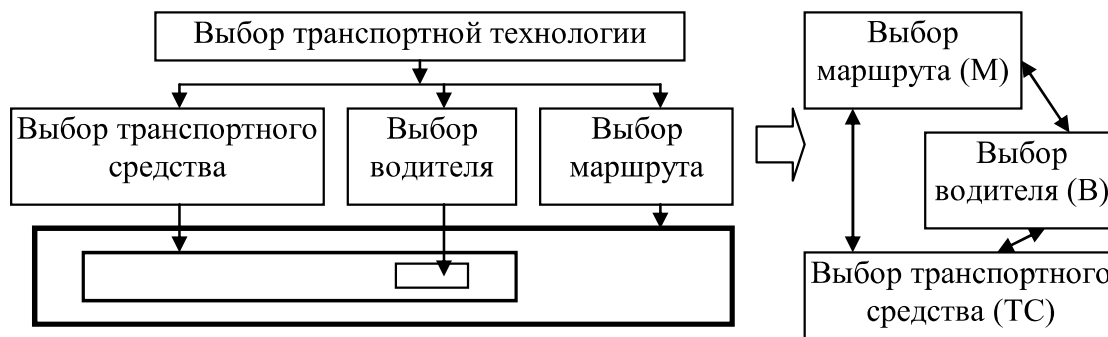 Выбор транспортной технологии
Выбор транспортного
средства
Выбор
водителя
Выбор
маршрута
Выбор
маршрута (М)
Выбор
водителя (В)
Выбор транспортного
средства (ТС)